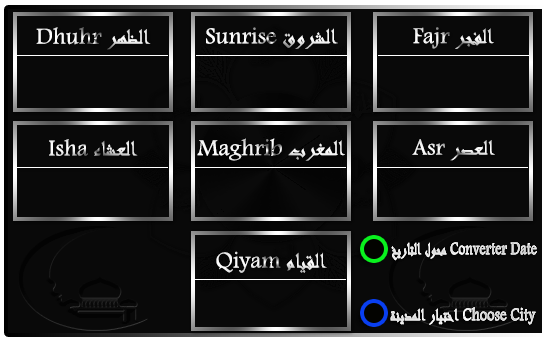 Dhuhr الظهر
Sunrise الشروق
Fajr الفجر
Isha العشاء
Maghrib المغرب
Asr العصر
Qiyam القيام
محول التاريخ Converter Date
اختيار المدينة Choose City